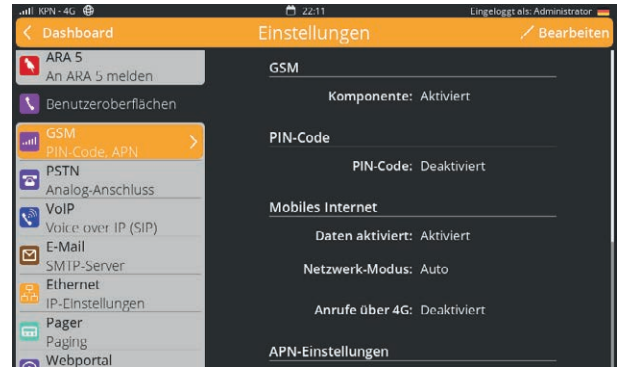 KPN - 4G
22:11
Eingeloggt als: Administrator
Dashboard
Einstellungen
Bearbeiten
ARA 5
An ARA 5 melden
Benutzeroberflächen
GSM
PIN-Code, APN
PSTN
Analog-Anschluss
VoIP
Voice over IP (SIP)
E-Mail
SMTP-Server
Ethernet
IP-Einstellungen
Pager
Paging
Webportal
GSM
Komponente: Aktiviert
PIN-Code
PIN-Code: Deaktiviert
Mobiles Internet
Daten aktiviert: Aktiviert
Netzwerk-Modus: Auto
Anrufe über 4G: Deaktiviert
APN-Einstellungen